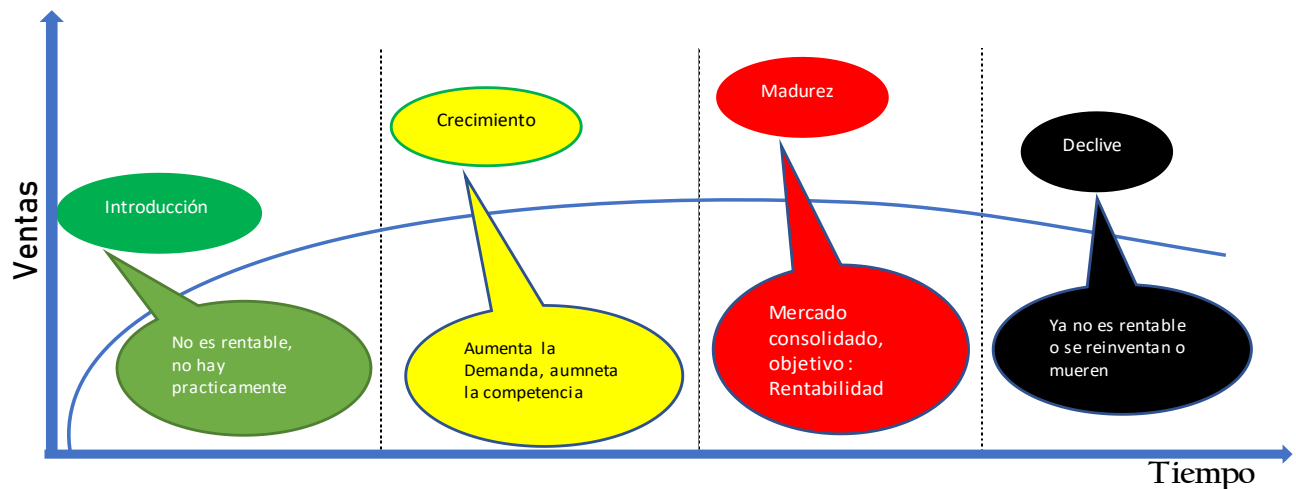 Ventas
Introducción
No es rentable,
no hay
practicamente
Crecimiento
Aumenta la
Demanda, aumneta
la competencia
Madurez
Mercado
consolidado,
objetivo :
Rentabilidad
Declive
Ya no es rentable
o se reinventan o
mueren
Tiempo